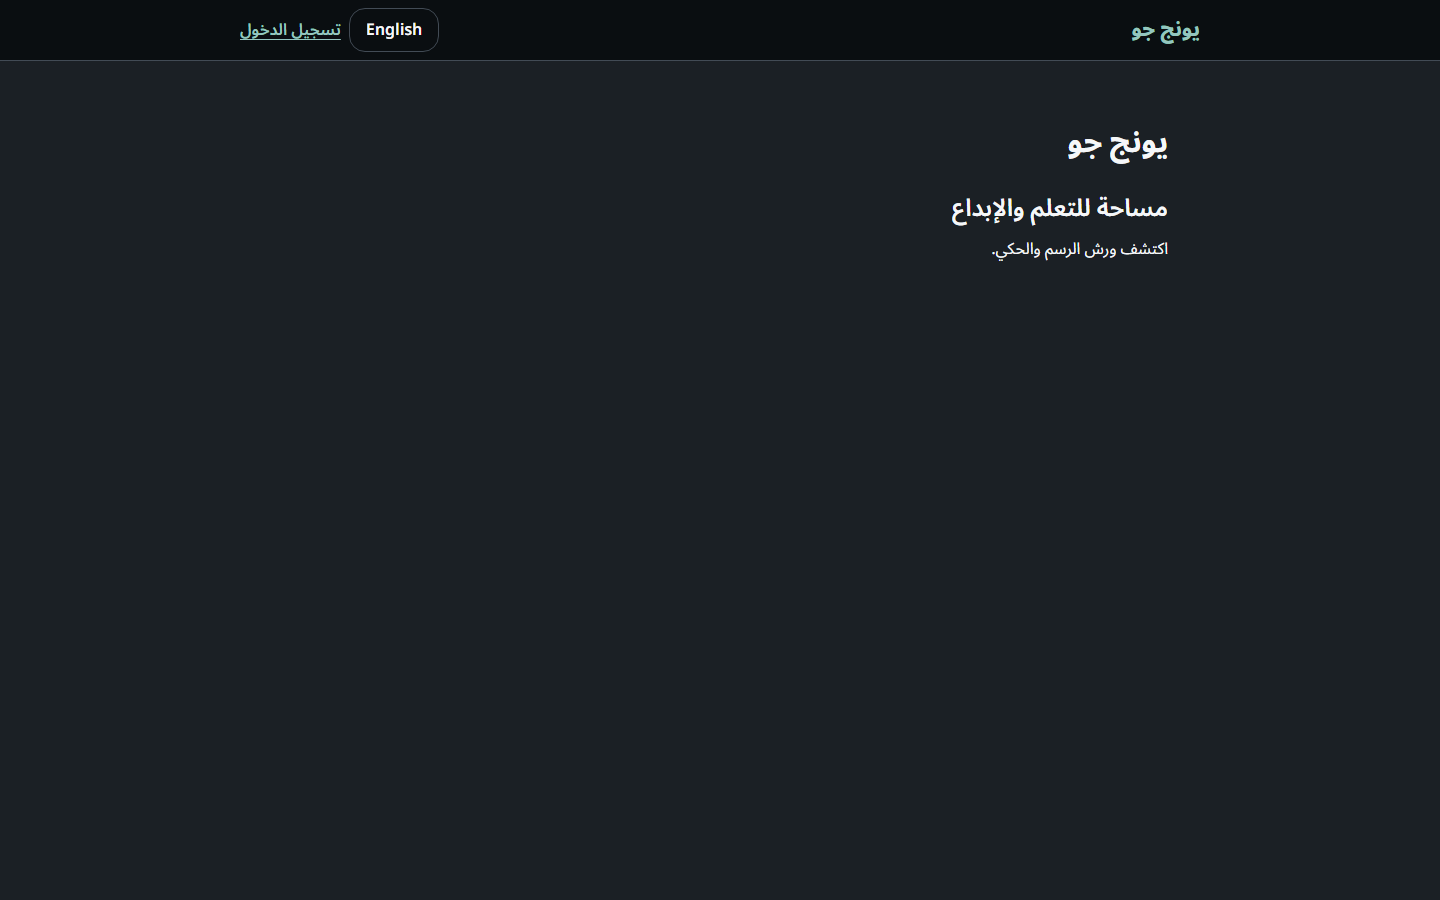 يونج جو
English
تسجيل الدخول
يونج جو
مساحة للتعلم والإبداع
اكتشف ورش الرسم والحكي.